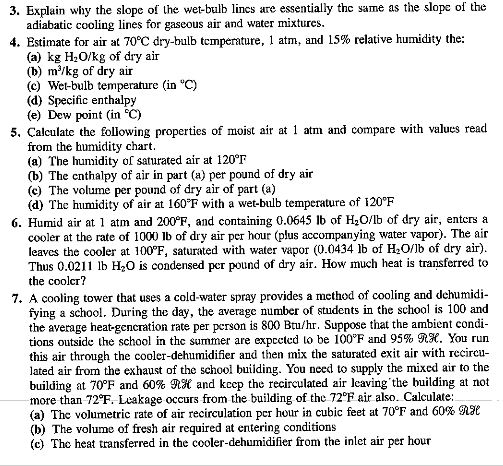 3. Explain why the slope of the wet-bulb lines are essentially the same as the slope of the
adiabatic cooling lines for gaseous air and water mixtures.
4. Estimate for air at 70°C dry-bulb temperature, 1 atm, and 15% relative humidity the:
(a) kg H₂O/kg of dry air
(b) m³/kg of dry air
(c) Wet-bulb temperature (in °C)
(d) Specific enthalpy
(e) Dew point (in °C)
5. Calculate the following properties of moist air at 1 atm and compare with values read
from the humidity chart.
(a) The humidity of saturated air at 120°F
(b) The enthalpy of air in part (a) per pound of dry air
(c) The volume per pound of dry air of part (a)
(d) The humidity of air at 160°F with a wet-bulb temperature of 120°F
6. Humid air at 1 atm and 200°F, and containing 0.0645 lb of H₂O/lb of dry air, enters a
cooler at the rate of 1000 lb of dry air per hour (plus accompanying water vapor). The air
leaves the cooler at 100°F, saturated with water vapor (0.0434 lb of H₂O/lb of dry air).
Thus 0.0211 lb H₂O is condensed per pound of dry air. How much heat is transferred to
the cooler?
7. A cooling tower that uses a cold-water spray provides a method of cooling and dehumidi-
fying a school. During the day, the average number of students in the school is 100 and
the average heat-generation rate per person is 800 Btu/hr. Suppose that the ambient condi-
tions outside the school in the summer are expected to be 100°F and 95% ℛℋ. You run
this air through the cooler-dehumidifier and then mix the saturated exit air with recircu-
lated air from the exhaust of the school building. You need to supply the mixed air to the
building at 70°F and 60% ℛℋ and keep the recirculated air leaving the building at not
more than 72°F. Leakage occurs from the building of the 72°F air also. Calculate:
(a) The volumetric rate of air recirculation per hour in cubic feet at 70°F and 60% ℛℋ
(b) The volume of fresh air required at entering conditions
(c) The heat transferred in the cooler-dehumidifier from the inlet air per hour